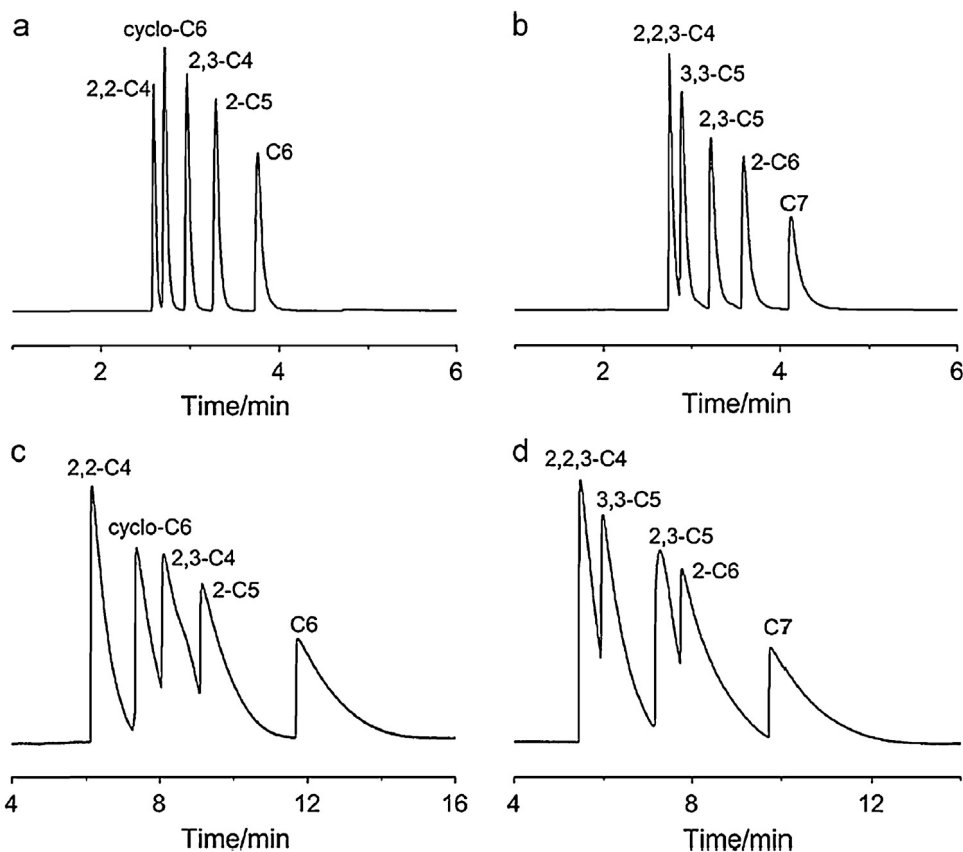 a
cyclo-C6
2,2-C4
2,3-C4
2-C5
C6
2 4 6
Time/min
b
2,2,3-C4
3,3-C5
2,3-C5
2-C6
C7
2 4 6
Time/min
c
2,2-C4
cyclo-C6
2,3-C4
2-C5
C6
4 8 12 16
Time/min
d
2,2,3-C4
3,3-C5
2,3-C5
2-C6
C7
4 8 12
Time/min